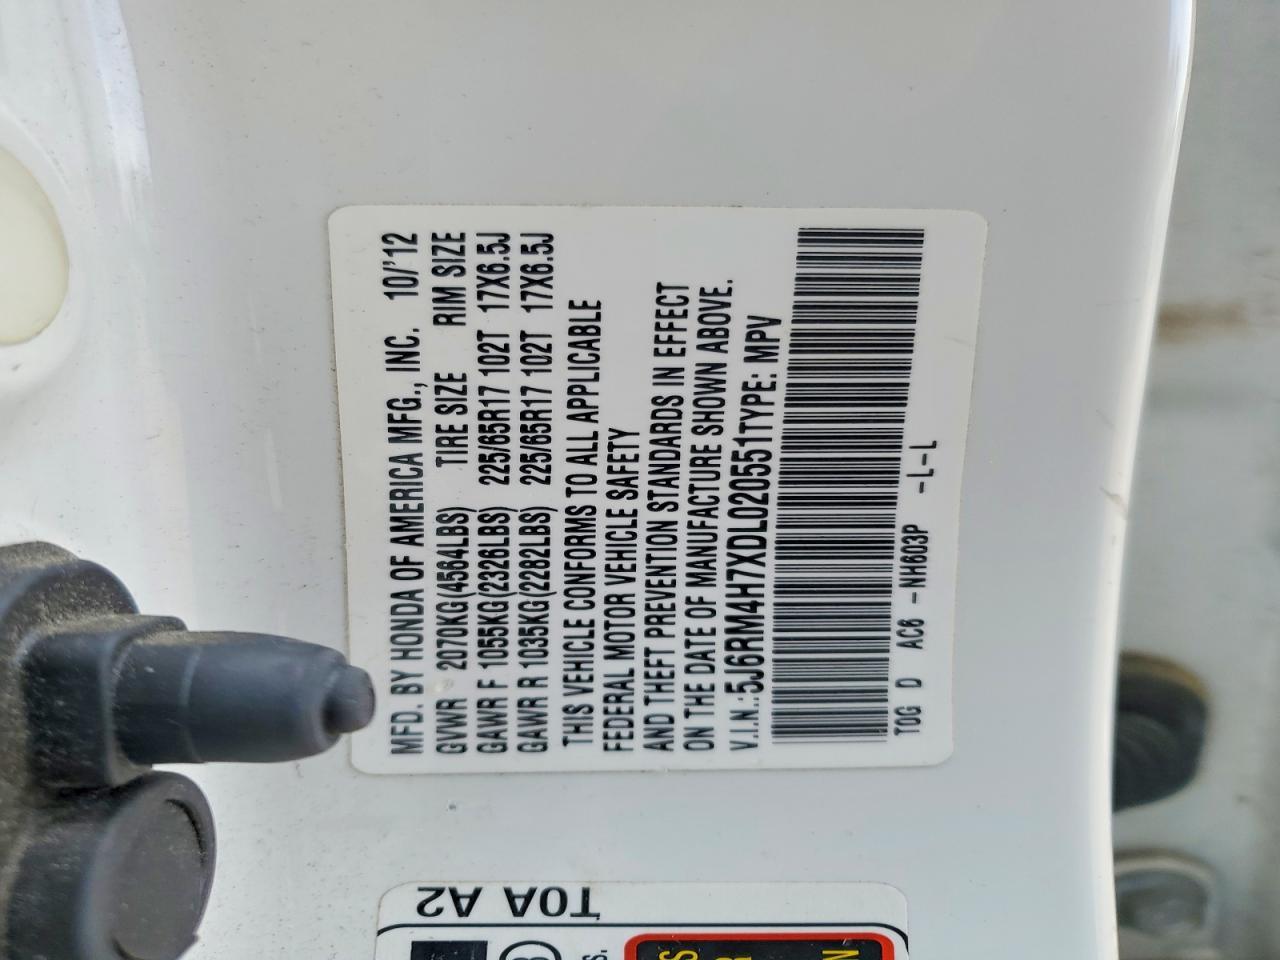 MFD. BY HONDA OF AMERICA MFG., INC. 10/'12
GVWR 2070KG(4564LBS) TIRE SIZE RIM SIZE
GAWR F 1055KG(2326LBS) 225/65R17 102T 17X6.5J
GAWR R 1035KG(2282LBS) 225/65R17 102T 17X6.5J
THIS VEHICLE CONFORMS TO ALL APPLICABLE
FEDERAL MOTOR VEHICLE SAFETY
AND THEFT PREVENTION STANDARDS IN EFFECT
ON THE DATE OF MANUFACTURE SHOWN ABOVE.
V.I.N.:5J6RM4H7XDL020551TYPE: MPV
T0G D AC6 -NH603P -L-L
T0A A2